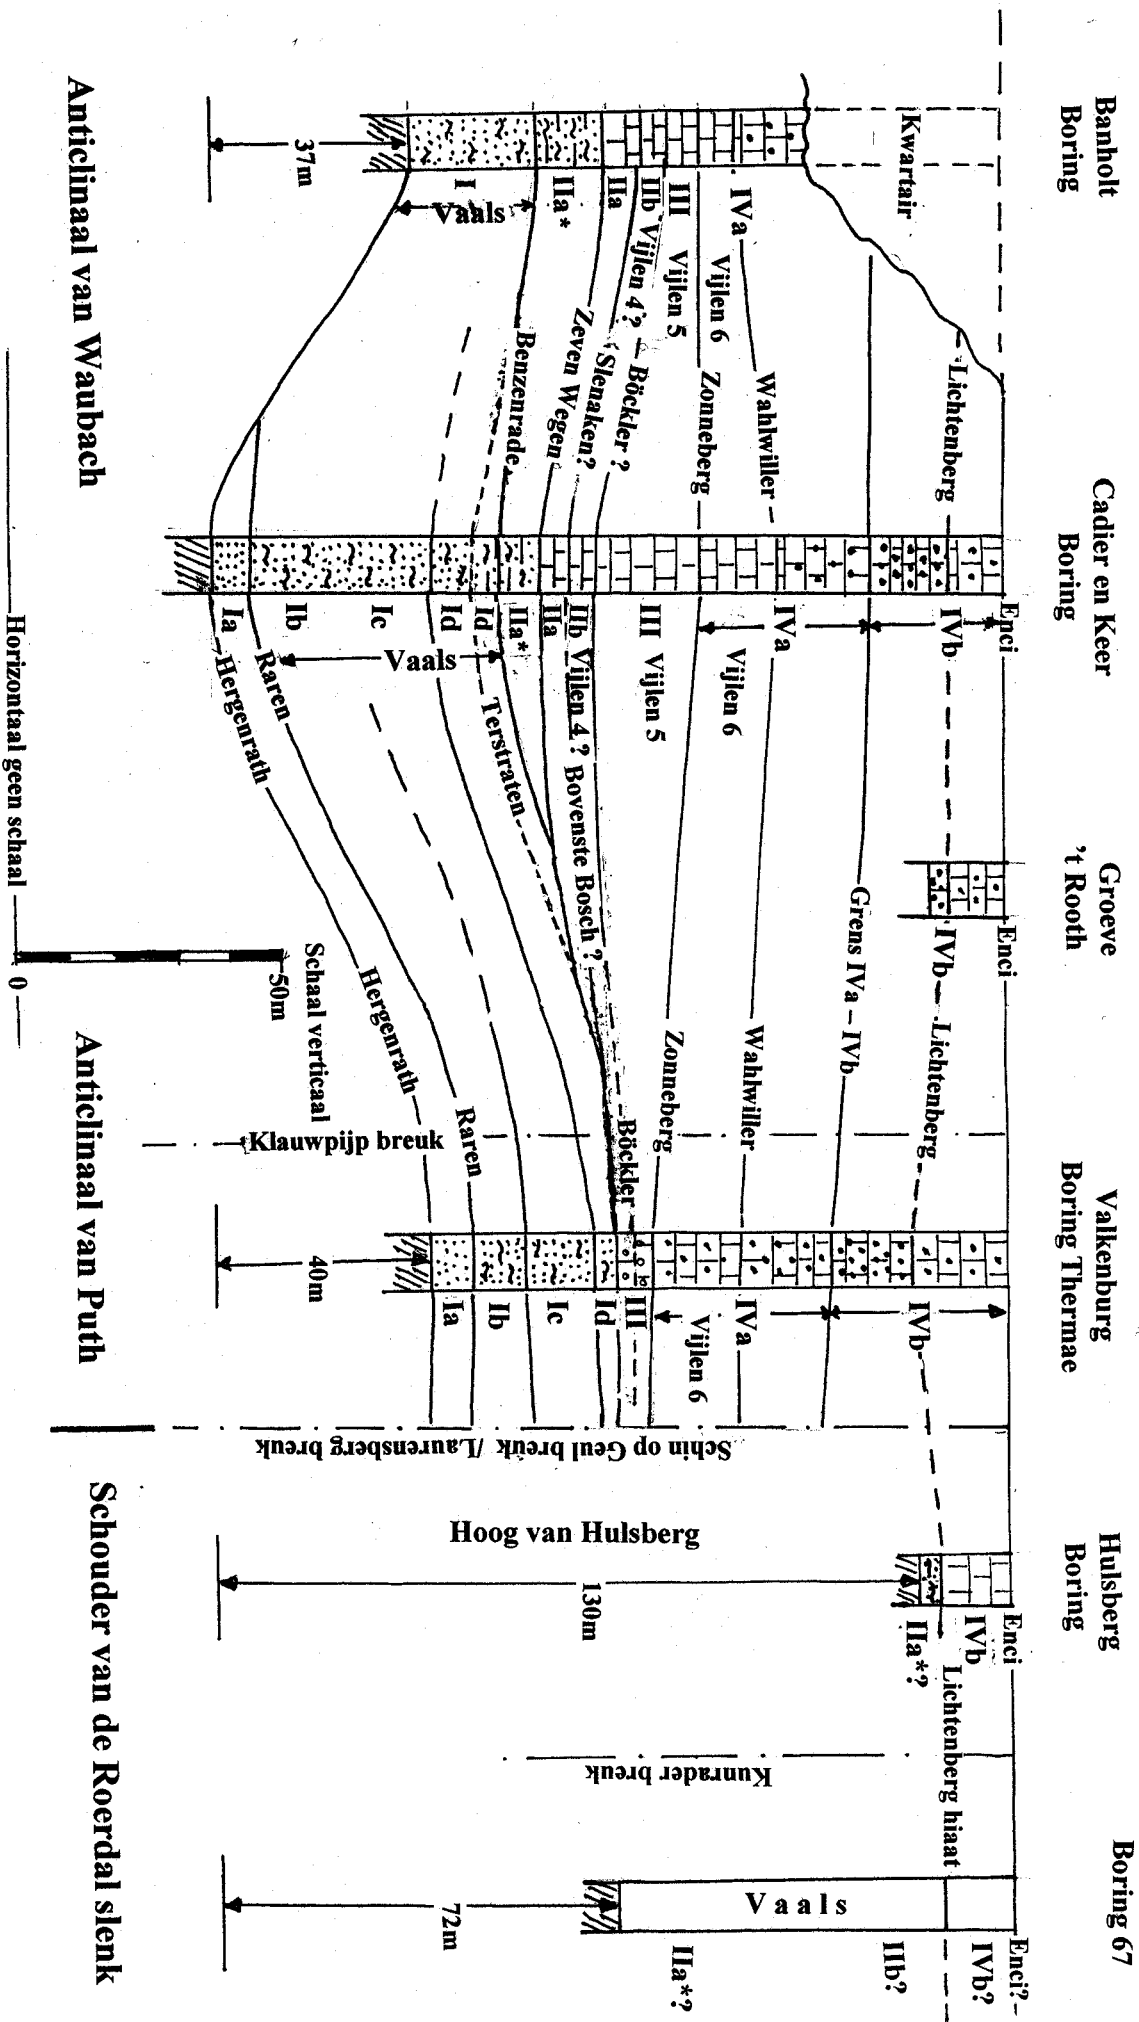 Banholt
Boring
Cadier en Keer
Boring
Groeve
't Rooth
Valkenburg
Boring Thermae
Hulsberg
Boring
Boring 67
Kwartair
IVa
Vijlen 6
III
Vijlen 5
IIb
Vijlen 4?
Böckler ?
IIa
Slenaken?
Zeven Wegen
IIa*
Benzenrade
I
Vaals
37m
Lichtenberg
Wahlwiller
Zonneberg
Enci
IVb
IVa
Vijlen 6
III
Vijlen 5
IIb
Vijlen 4 ?
Bovenste Bosch ?
IIa
IIa*
Id
Terstraten
Id
Ic
Ib
Ia
Vaals
Raren
Hergenrath
Enci
IVb
Lichtenberg
Grens IVa – IVb
Wahlwiller
Zonneberg
Böckler
Raren
Hergenrath
Klauwpijp breuk
IVb
IVa
Vijlen 6
III
Id
Ic
Ib
Ia
40m
Schin op Geul breuk /Laurensberg breuk
Hoog van Hulsberg
130m
Enci
IVb
IIa*?
Lichtenberg hiaat
Kunrader breuk
Enci?
IVb?
IIb?
IIa*?
Vaals
72m
Schaal verticaal
50m
0
Horizontaal geen schaal
Anticlinaal van Waubach
Anticlinaal van Puth
Schouder van de Roerdal slenk